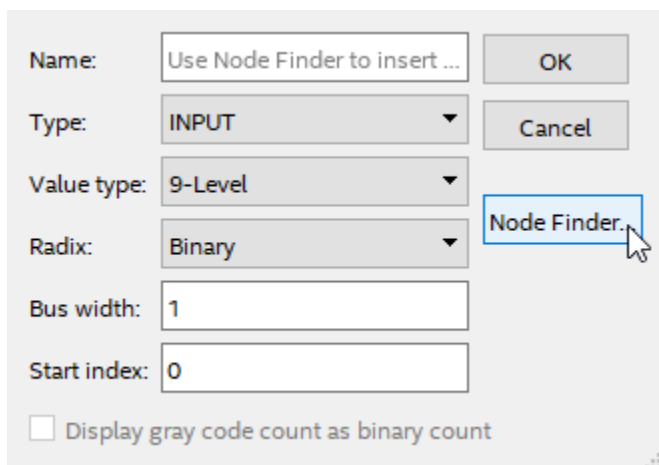 Name: Use Node Finder to insert ... OK
Type: INPUT Cancel
Value type: 9-Level
Node Finder...
Radix: Binary
Bus width: 1
Start index: 0
Display gray code count as binary count